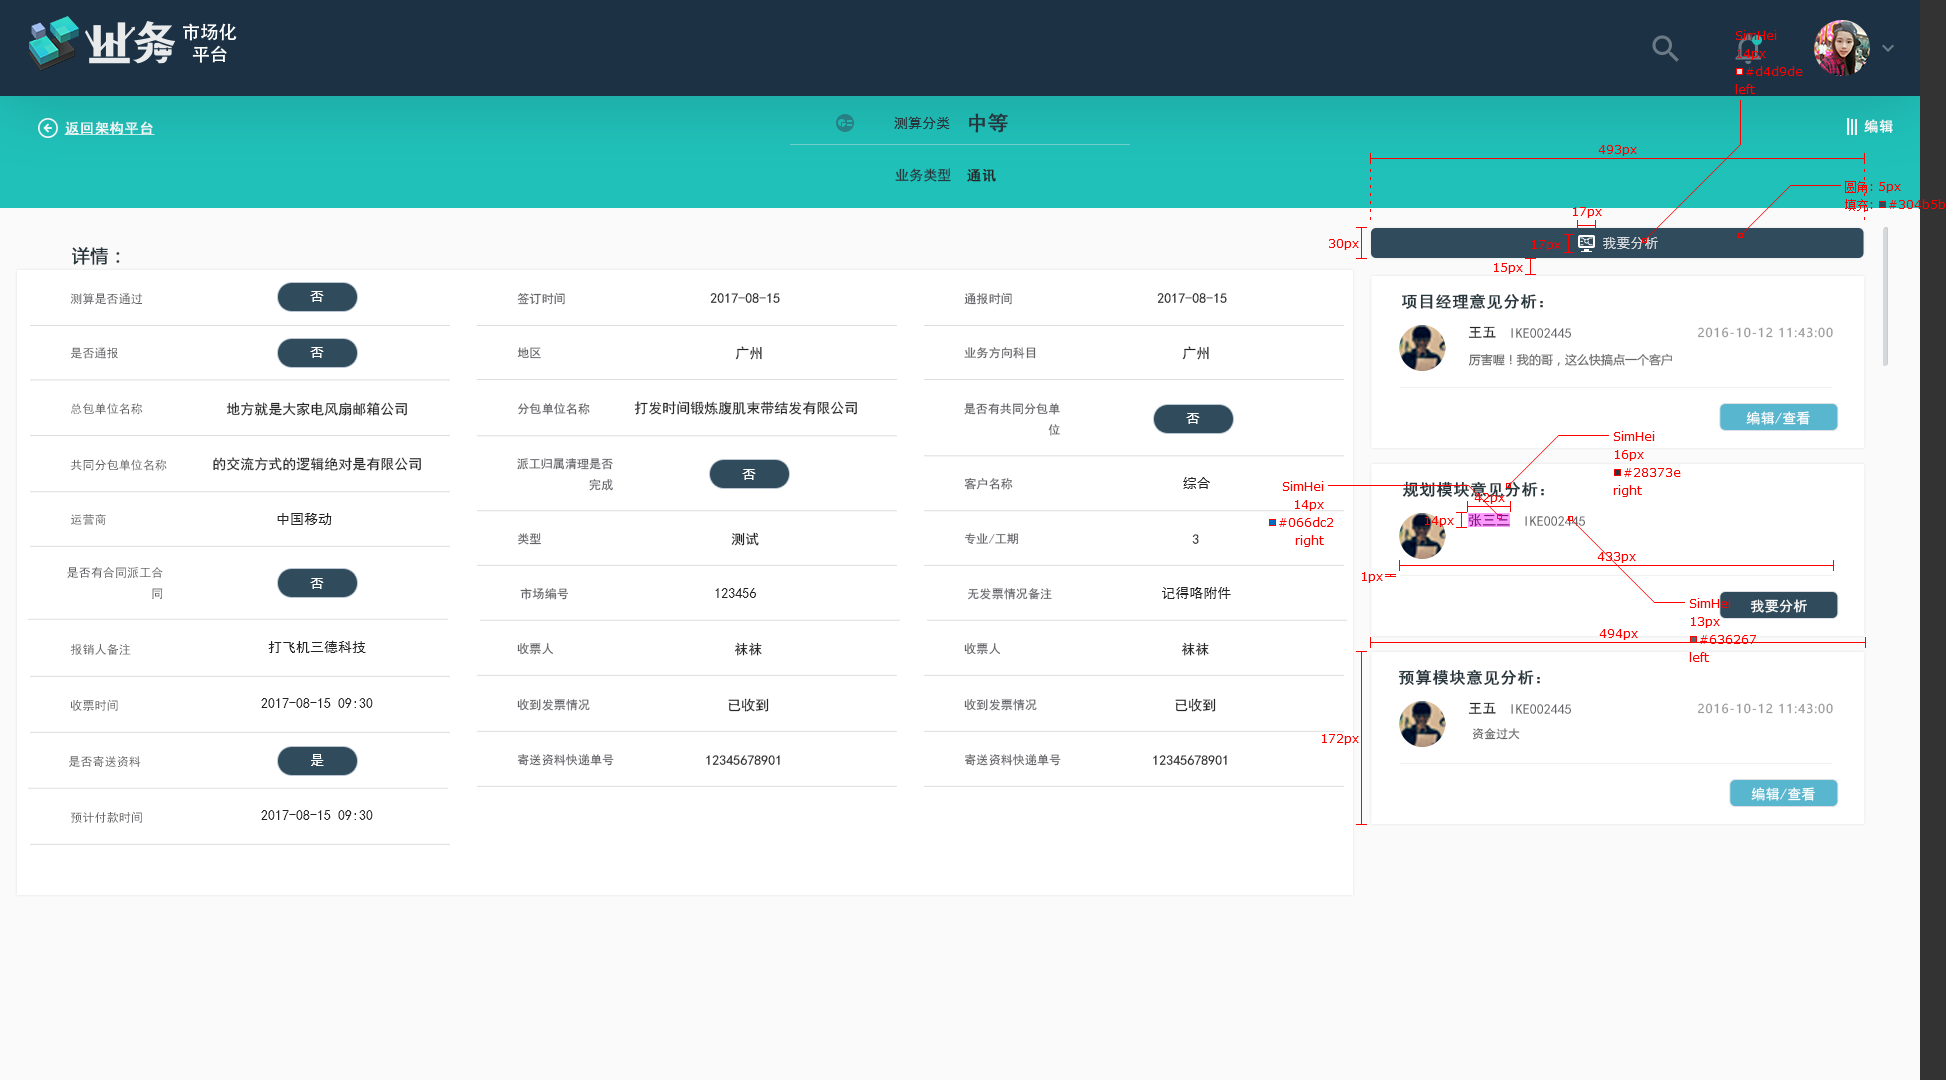 业务 市场化
平台
SimHei
14px
#d4d9de
left
返回架构平台
测算分类 中等
业务类型 通讯
编辑
493px
圆角: 5px
填充: #304b5b
17px
30px
17px
我要分析
15px
详情：
测算是否通过 否
是否通报 否
总包单位名称 地方就是大家电风扇邮箱公司
共同分包单位名称 的交流方式的逻辑绝对是有限公司
运营商 中国移动
是否有合同派工合
同
否
报销人备注 打飞机三德科技
收票时间 2017-08-15 09:30
是否寄送资料 是
预计付款时间 2017-08-15 09:30
签订时间 2017-08-15
地区 广州
分包单位名称 打发时间锻炼腹肌束带结发有限公司
派工归属清理是否
完成
否
类型 测试
市场编号 123456
收票人 袜袜
收到发票情况 已收到
寄送资料快递单号 12345678901
通报时间 2017-08-15
业务方向科目 广州
是否有共同分包单
位
否
客户名称 综合
专业/工期 3
无发票情况备注 记得咯附件
收票人 袜袜
收到发票情况 已收到
寄送资料快递单号 12345678901
项目经理意见分析：
王五 IKE002445 2016-10-12 11:43:00
厉害喔！我的哥，这么快搞点一个客户
编辑/查看
SimHei
16px
#28373e
right
SimHei
14px
#066dc2
right
规划模块意见分析：
42px
14px
张三三 IKE002445
433px
1px
SimHei
13px
#636267
left
我要分析
494px
172px
预算模块意见分析：
王五 IKE002445 2016-10-12 11:43:00
资金过大
编辑/查看